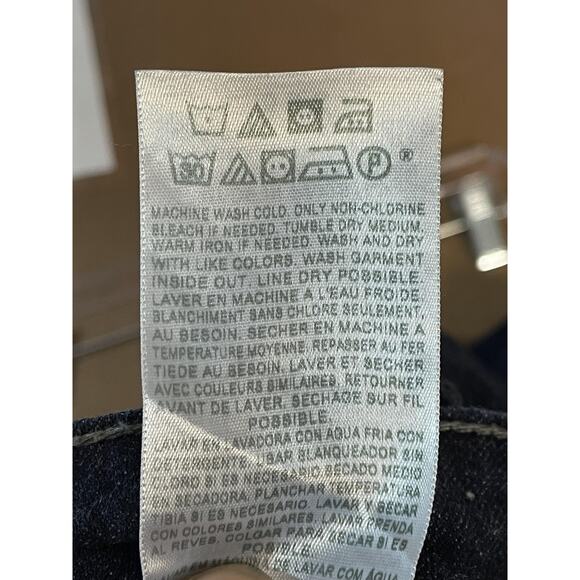 30 P ®
MACHINE WASH COLD. ONLY NON-CHLORINE
BLEACH IF NEEDED. TUMBLE DRY MEDIUM.
WARM IRON IF NEEDED. WASH AND DRY
WITH LIKE COLORS. WASH GARMENT
INSIDE OUT. LINE DRY POSSIBLE.
LAVER EN MACHINE A L'EAU FROIDE
BLANCHIMENT SANS CHLORE SEULEMENT,
AU BESOIN. SECHER EN MACHINE A
TEMPERATURE MOYENNE. REPASSER AU FER
TIEDE AU BESOIN. LAVER ET SECHER
AVEC COULEURS SIMILAIRES. RETOURNER
AVANT DE LAVER. SECHAGE SUR FIL
POSSIBLE.
LAVAR EN LAVADORA CON AGUA FRIA CON
DETERGENTE. USAR BLANQUEADOR SIN
CLORO SI ES NECESARIO SECADO MEDIO
EN SECADORA. PLANCHAR TEMPERATURA
TIBIA SI ES NECESARIO. LAVAR Y SECAR
CON COLORES SIMILARES. LAVAR PRENDA
AL REVES. COLGAR PARA SECAR SI ES
POSIBLE.